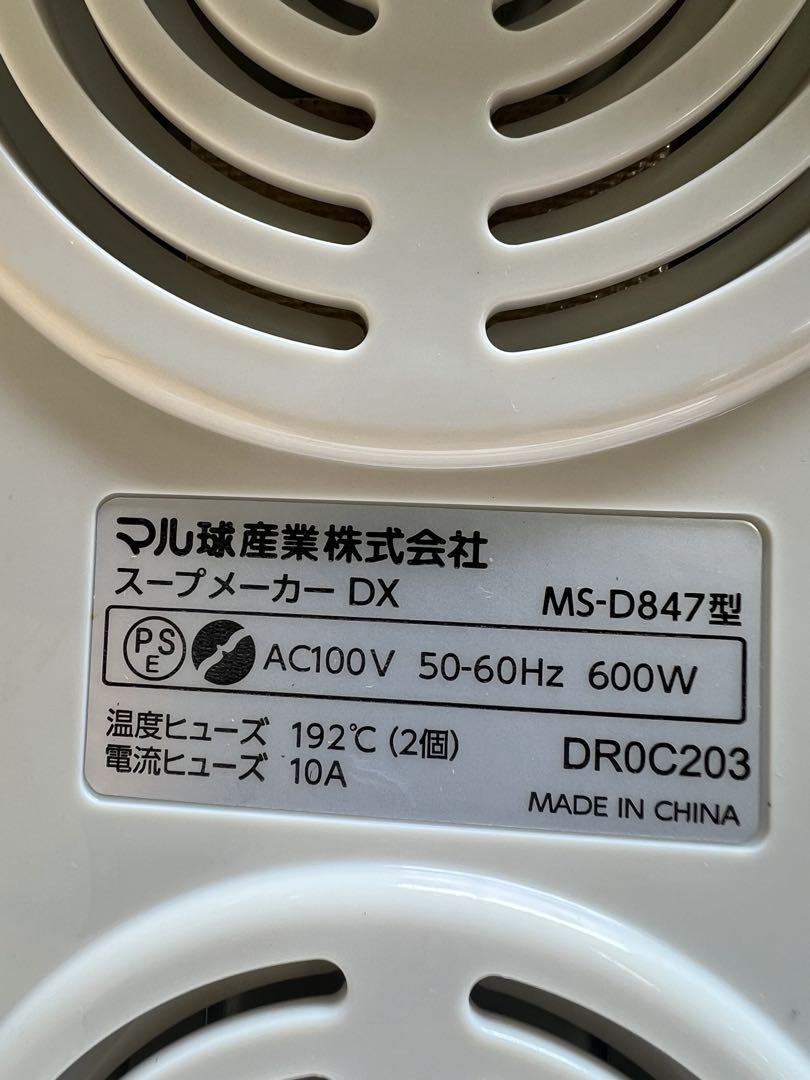 マル球産業株式会社
スープメーカー DX MS-D847型
PSE AC100V 50-60Hz 600W
温度ヒューズ 192℃ (2個)
電流ヒューズ 10A DR0C203
MADE IN CHINA